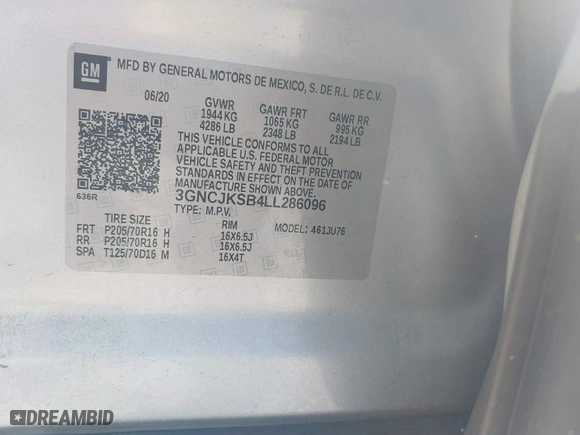 GM
MFD BY GENERAL MOTORS DE MEXICO, S. DE R.L. DE C.V.
06/20 GVWR GAWR FRT GAWR RR
1944 KG 1065 KG 995 KG
4286 LB 2348 LB 2194 LB
THIS VEHICLE CONFORMS TO ALL
APPLICABLE U.S. FEDERAL MOTOR
VEHICLE SAFETY AND THEFT PREVENTION
STANDARDS IN EFFECT ON THE DATE OF
MANUFACTURE SHOWN ABOVE.
636R
3GNCJKSB4LL286096
TYPE: M.P.V. MODEL: 461JU76
TIRE SIZE RIM
FRT P205/70R16 H 16X6.5J
RR P205/70R16 H 16X6.5J
SPA T125/70D16 M 16X4T
DREAMBID